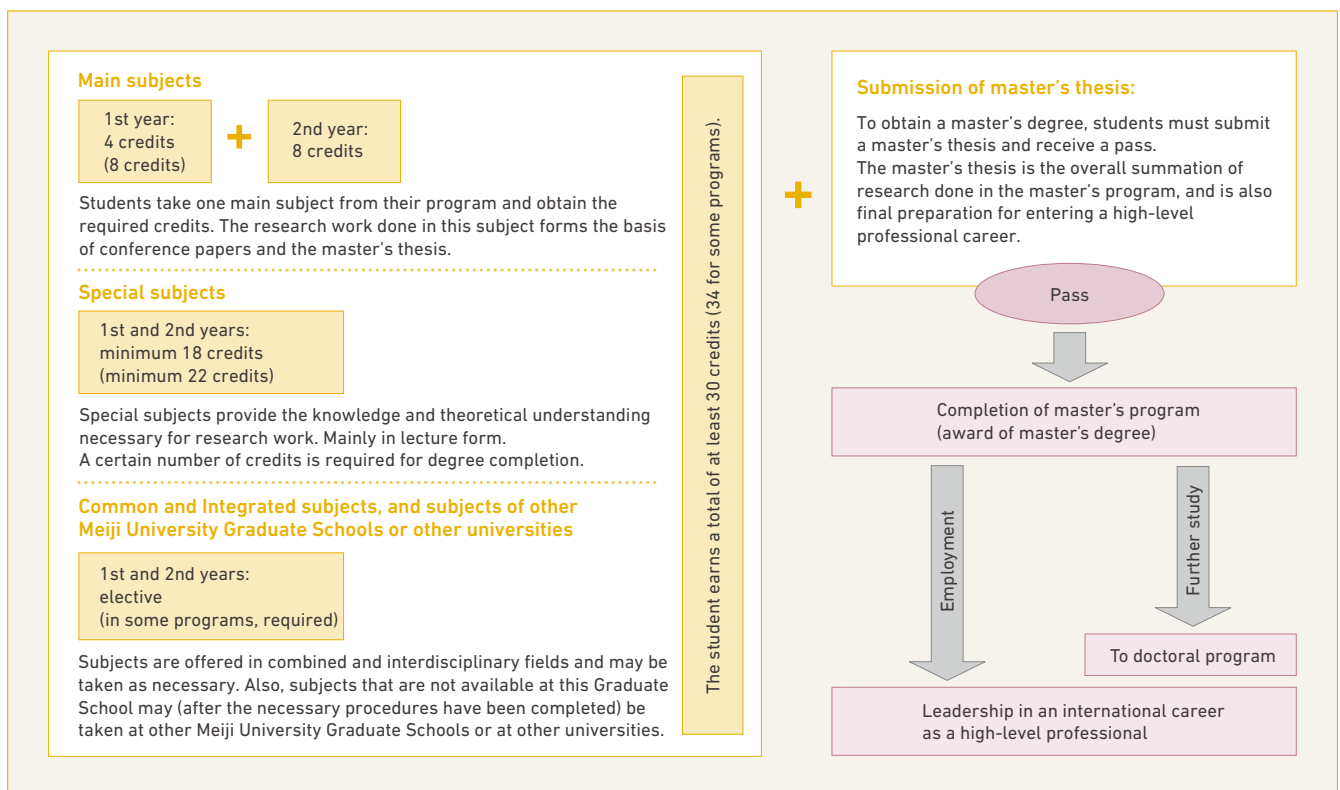 Main subjects
1st year:
4 credits
(8 credits)
+
2nd year:
8 credits
Students take one main subject from their program and obtain the
required credits. The research work done in this subject forms the basis
of conference papers and the master's thesis.
Special subjects
1st and 2nd years:
minimum 18 credits
(minimum 22 credits)
Special subjects provide the knowledge and theoretical understanding
necessary for research work. Mainly in lecture form.
A certain number of credits is required for degree completion.
Common and Integrated subjects, and subjects of other
Meiji University Graduate Schools or other universities
1st and 2nd years:
elective
(in some programs, required)
Subjects are offered in combined and interdisciplinary fields and may be
taken as necessary. Also, subjects that are not available at this Graduate
School may (after the necessary procedures have been completed) be
taken at other Meiji University Graduate Schools or at other universities.
The student earns a total of at least 30 credits (34 for some programs).
+
Submission of master's thesis:
To obtain a master's degree, students must submit
a master's thesis and receive a pass.
The master's thesis is the overall summation of
research done in the master's program, and is also
final preparation for entering a high-level
professional career.
Pass
Completion of master's program
(award of master's degree)
Employment
Further study
To doctoral program
Leadership in an international career
as a high-level professional